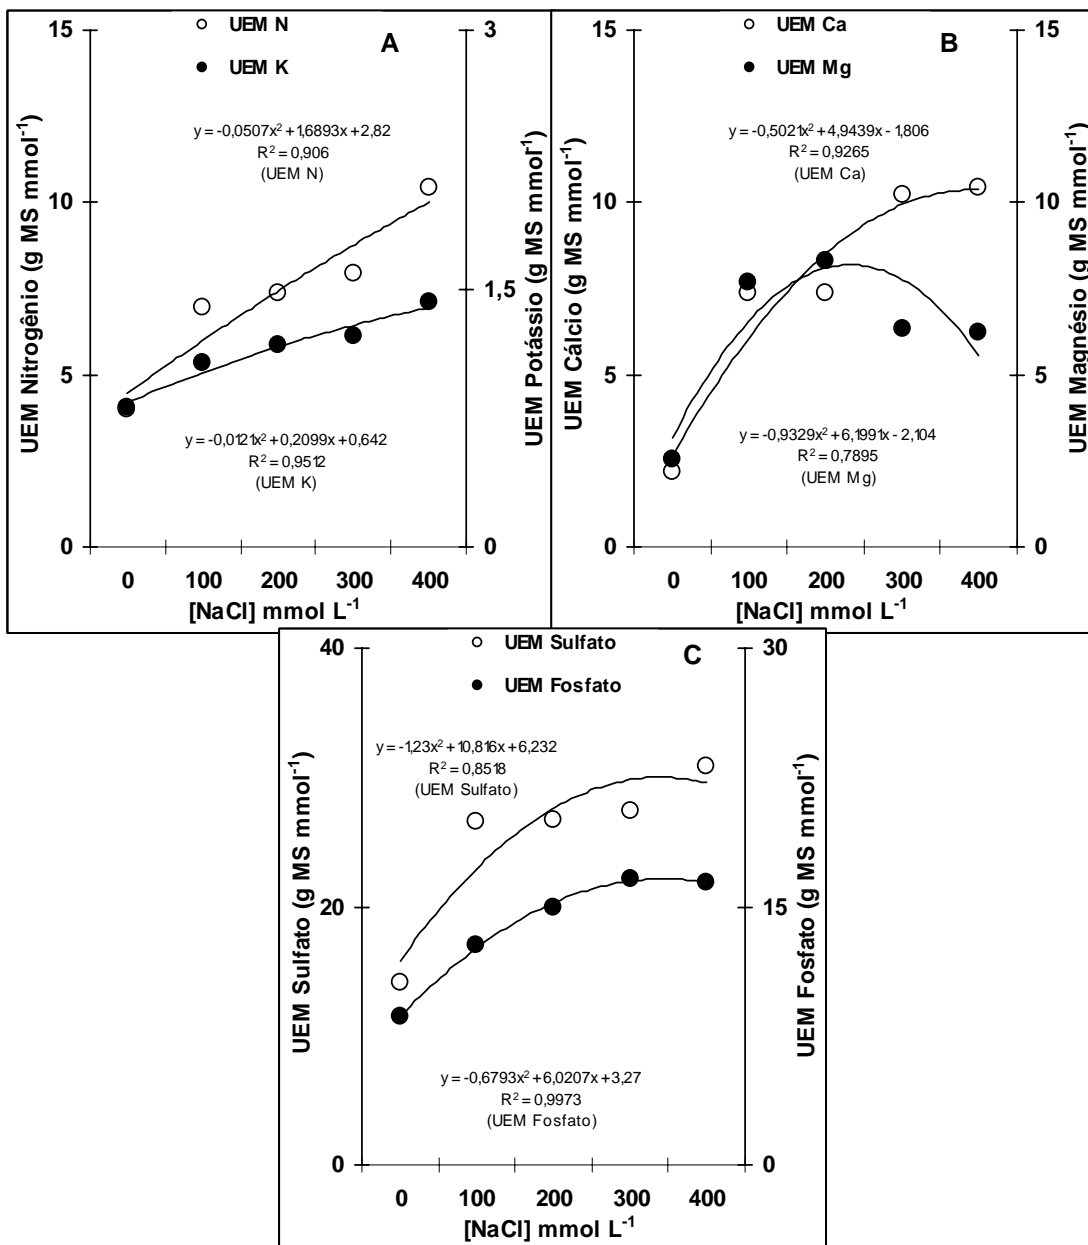 UEM N
UEM K
A
y = -0,0507x² + 1,6893x + 2,82
R² = 0,906
(UEM N)
y = -0,0121x² + 0,2099x + 0,642
R² = 0,9512
(UEM K)
UEM Nitrogênio (g MS mmol⁻¹)
15
10
5
0
UEM Potássio (g MS mmol⁻¹)
3
1,5
0
0 100 200 300 400
[NaCl] mmol L⁻¹
UEM Ca
UEM Mg
B
y = -0,5021x² + 4,9439x - 1,806
R² = 0,9265
(UEM Ca)
y = -0,9329x² + 6,1991x - 2,104
R² = 0,7895
(UEM Mg)
UEM Cálcio (g MS mmol⁻¹)
15
10
5
0
UEM Magnésio (g MS mmol⁻¹)
15
10
5
0
0 100 200 300 400
[NaCl] mmol L⁻¹
UEM Sulfato
UEM Fosfato
C
y = -1,23x² + 10,816x + 6,232
R² = 0,8518
(UEM Sulfato)
y = -0,6793x² + 6,0207x + 3,27
R² = 0,9973
(UEM Fosfato)
UEM Sulfato (g MS mmol⁻¹)
40
20
0
UEM Fosfato (g MS mmol⁻¹)
30
15
0
0 100 200 300 400
[NaCl] mmol L⁻¹